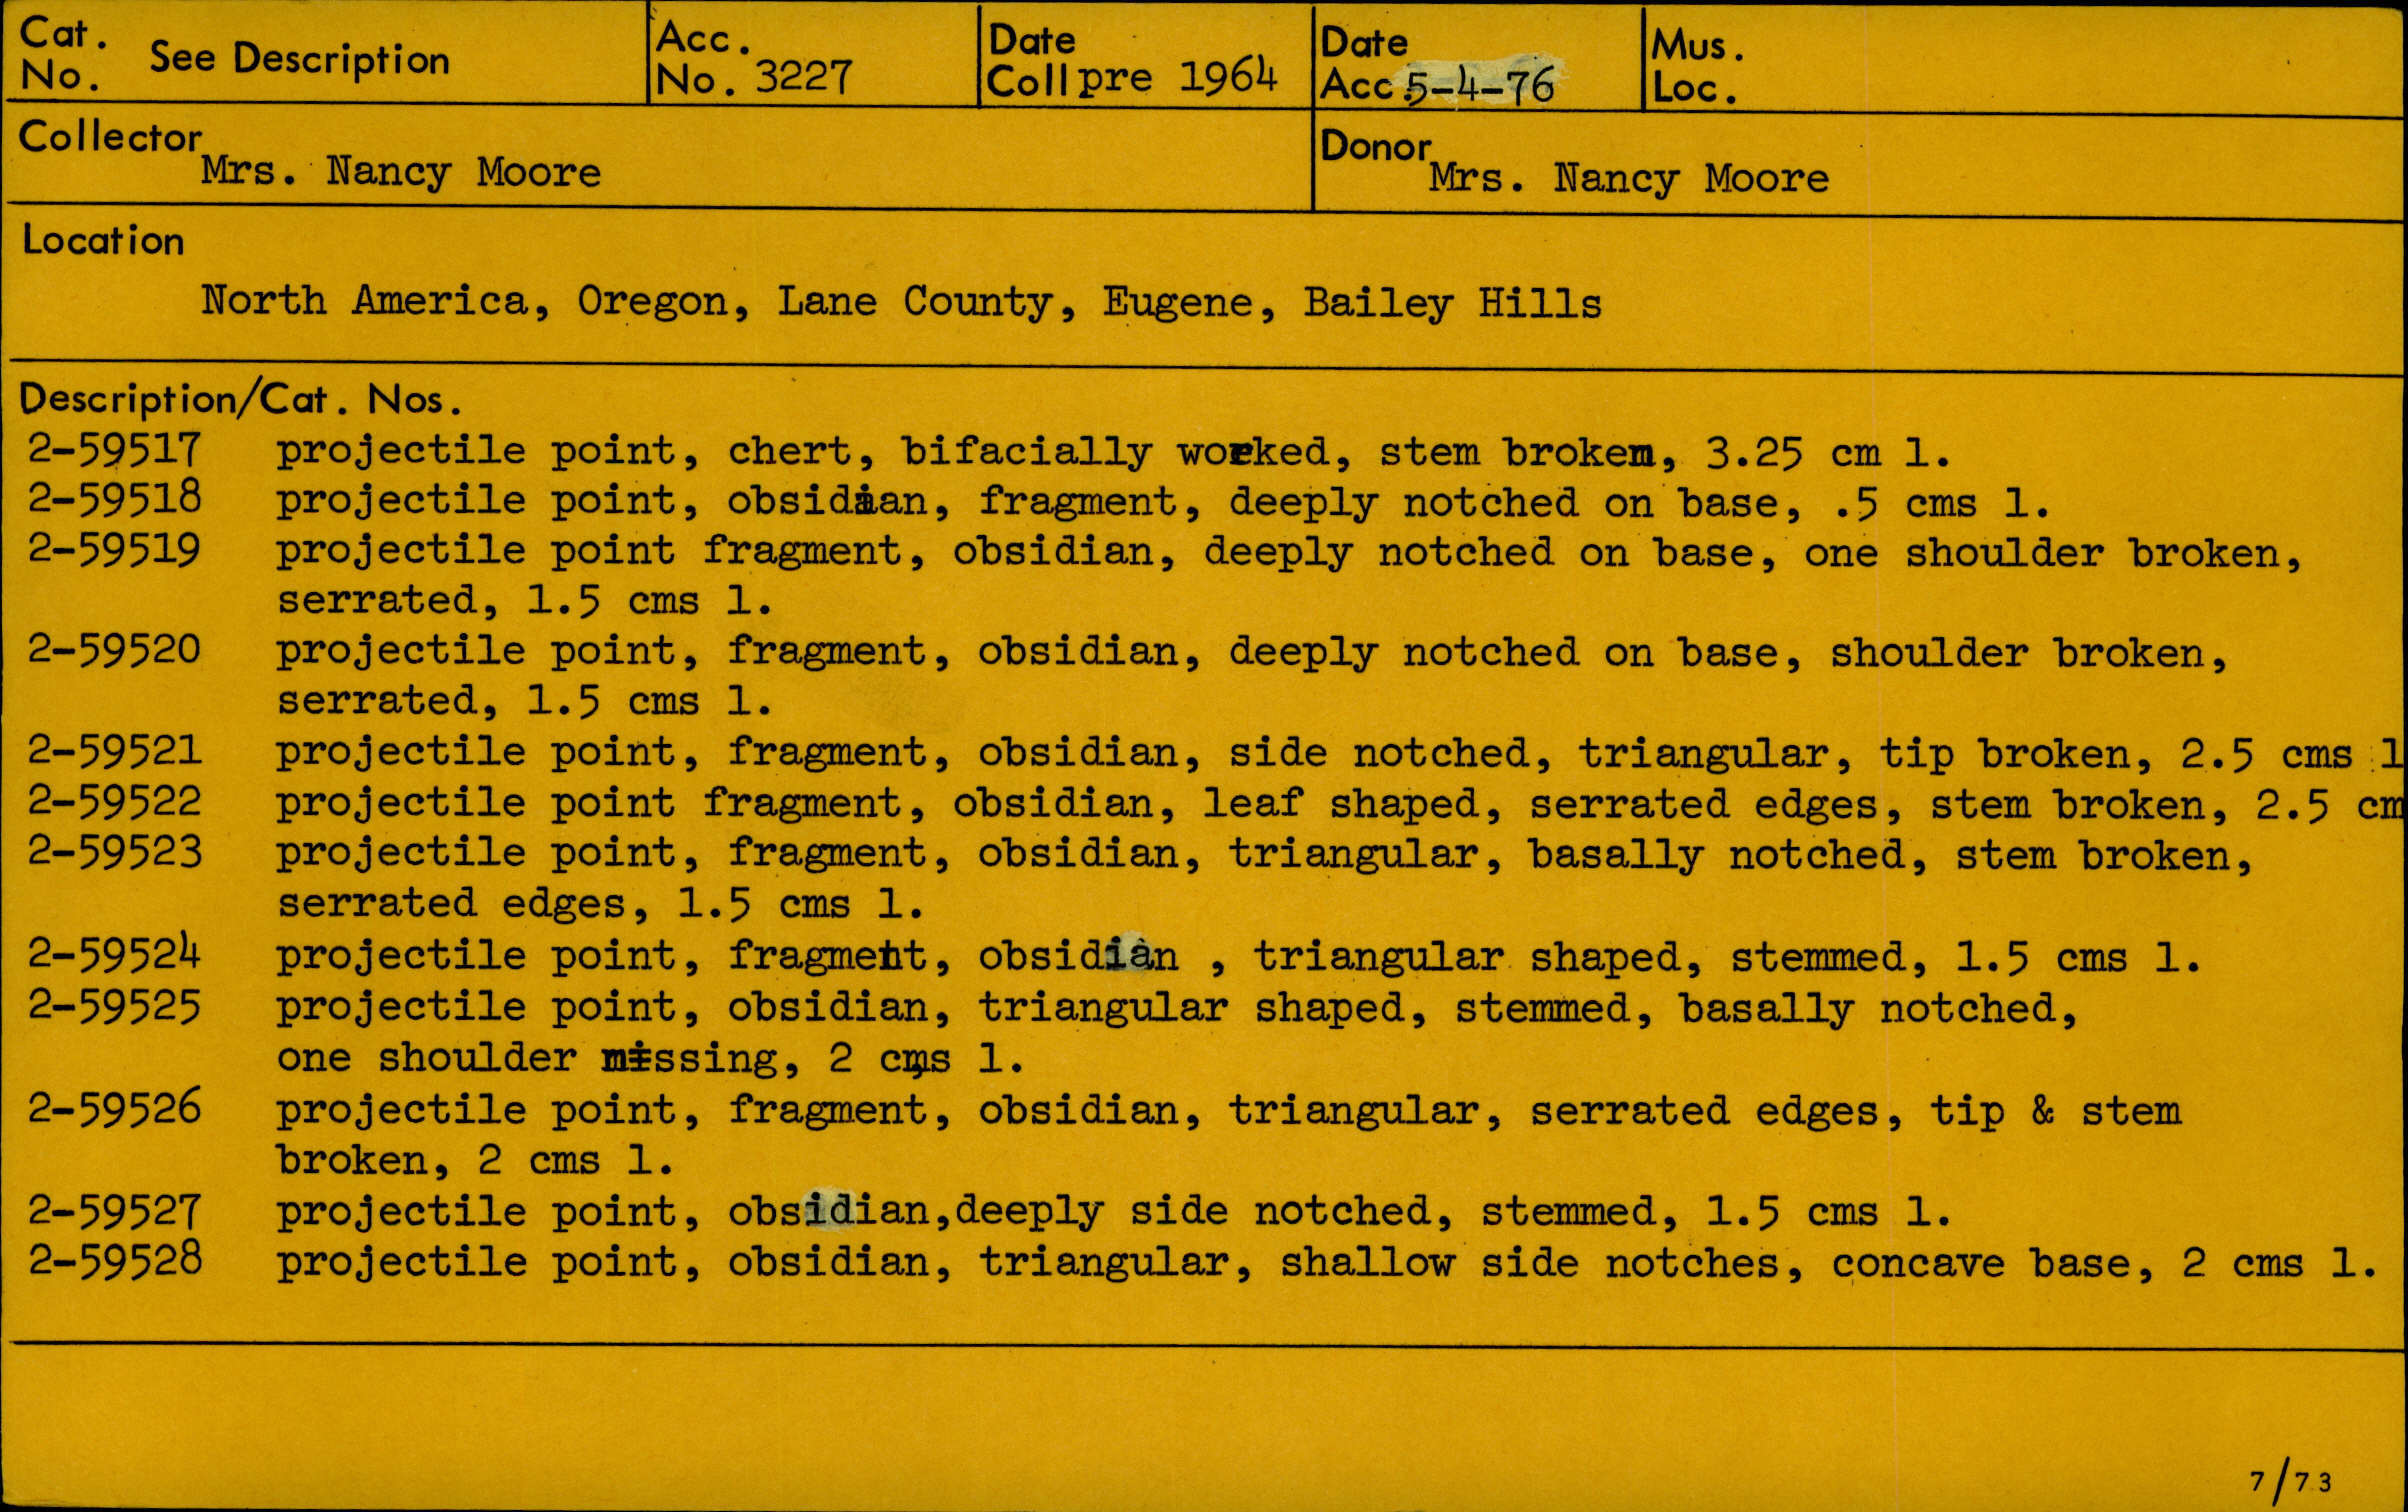 Cat. No. See Description Acc. No. 3227 Date Coll pre 1964 Date Acc. 5-4-76 Mus. Loc.
Collector Mrs. Nancy Moore Donor Mrs. Nancy Moore
Location
North America, Oregon, Lane County, Eugene, Bailey Hills
Description/Cat. Nos.
2-59517 projectile point, chert, bifacially worked, stem broken, 3.25 cm l.
2-59518 projectile point, obsidian, fragment, deeply notched on base, .5 cms l.
2-59519 projectile point fragment, obsidian, deeply notched on base, one shoulder broken,
serrated, 1.5 cms l.
2-59520 projectile point, fragment, obsidian, deeply notched on base, shoulder broken,
serrated, 1.5 cms l.
2-59521 projectile point, fragment, obsidian, side notched, triangular, tip broken, 2.5 cms l
2-59522 projectile point fragment, obsidian, leaf shaped, serrated edges, stem broken, 2.5 cm
2-59523 projectile point, fragment, obsidian, triangular, basally notched, stem broken,
serrated edges, 1.5 cms l.
2-59524 projectile point, fragment, obsidian , triangular shaped, stemmed, 1.5 cms l.
2-59525 projectile point, obsidian, triangular shaped, stemmed, basally notched,
one shoulder missing, 2 cms l.
2-59526 projectile point, fragment, obsidian, triangular, serrated edges, tip & stem
broken, 2 cms l.
2-59527 projectile point, obsidian,deeply side notched, stemmed, 1.5 cms l.
2-59528 projectile point, obsidian, triangular, shallow side notches, concave base, 2 cms l.
7/73